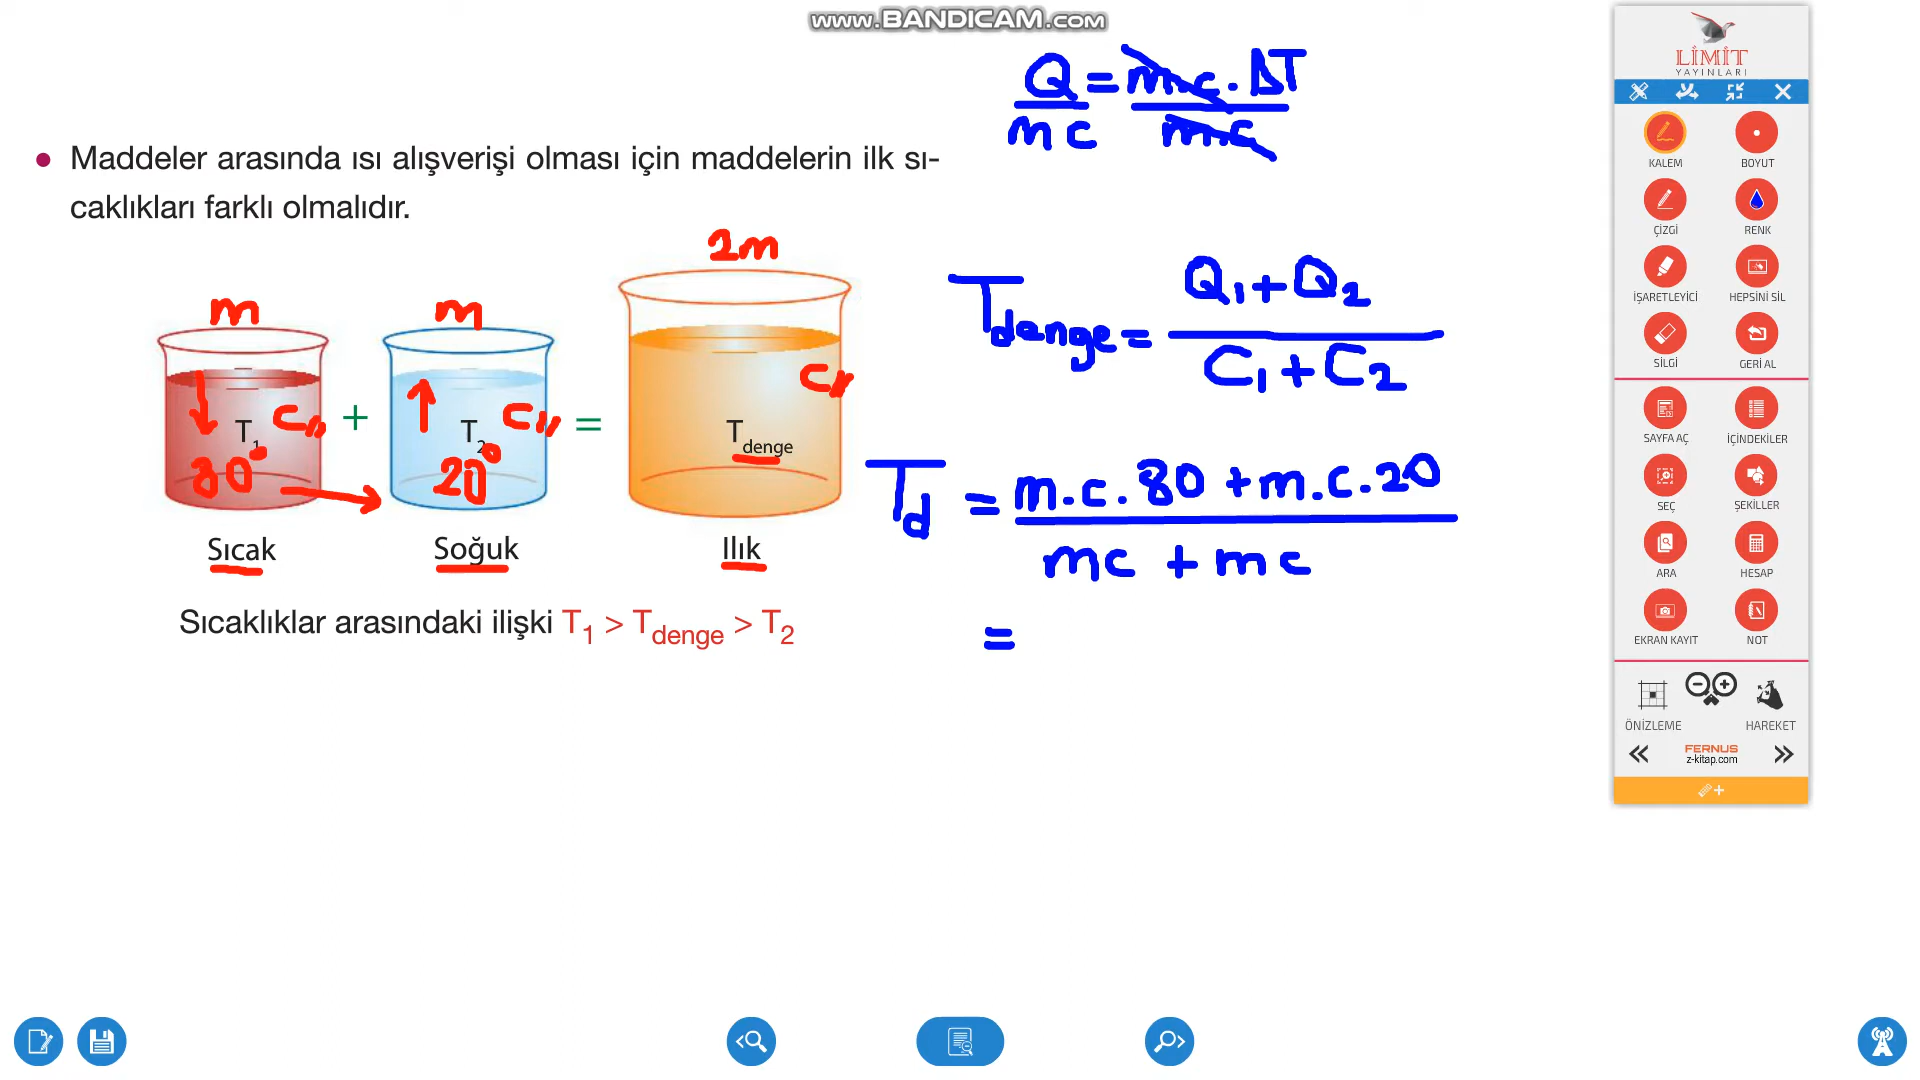 www.BANDICAM.com
Q = m.c.ΔT
mc m.c
• Maddeler arasında ısı alışverişi olması için maddelerin ilk sı-
caklıkları farklı olmalıdır.
m
m
2m
T1
80°
c
+
T2
20°
c
=
Tdenge
c
Sıcak
Soğuk
Ilık
Sıcaklıklar arasındaki ilişki T1 > Tdenge > T2
Tdenge = Q1+Q2
C1+C2
Td = m.c.80 +m.c.20
mc + mc
=
LİMİT
YAYINLARI
KALEM
BOYUT
ÇİZGİ
RENK
İŞARETLEYİCİ
HEPSİNİ SİL
SİLGİ
GERİ AL
SAYFA AÇ
İÇİNDEKİLER
SEÇ
ŞEKİLLER
ARA
HESAP
EKRAN KAYIT
NOT
ÖNİZLEME
HAREKET
FERNUS
z-kitap.com